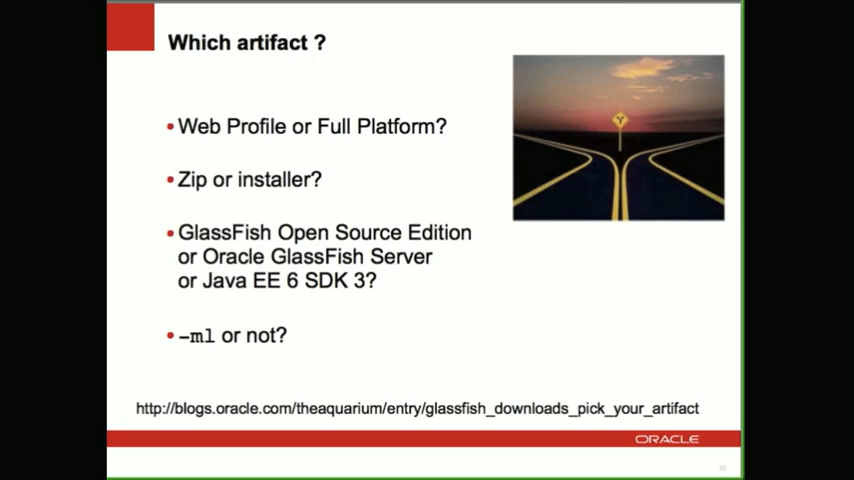 Which artifact ?
•Web Profile or Full Platform?
•Zip or installer?
•GlassFish Open Source Edition
or Oracle GlassFish Server
or Java EE 6 SDK 3?
•–ml or not?
http://blogs.oracle.com/theaquarium/entry/glassfish_downloads_pick_your_artifact
ORACLE